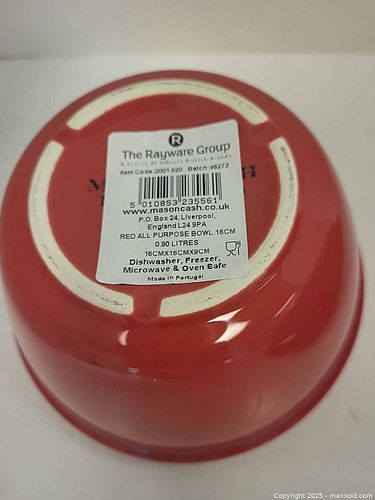 R
The Rayware Group
A Family Of Vibrant British Brands
Item Code:2001.820 Batch:46273
5 010853 235561
www.masoncash.co.uk
P.O. Box 24, Liverpool,
England L24 9PA
RED ALL PURPOSE BOWL 16CM
0.90 LITRES
16CMX16CMX9CM
Dishwasher, Freezer,
Microwave & Oven Safe
Made in Portugal
Copyright © 2025 - maxsold.com